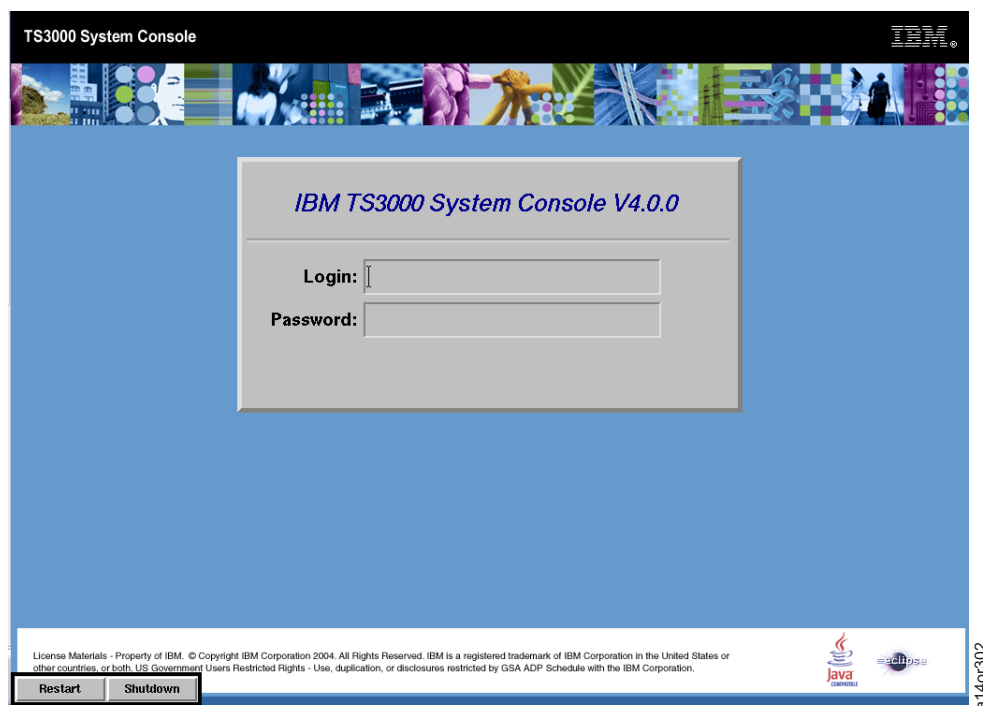 TS3000 System Console
IBM®
IBM TS3000 System Console V4.0.0
Login:
Password:
License Materials - Property of IBM. © Copyright IBM Corporation 2004. All Rights Reserved. IBM is a registered trademark of IBM Corporation in the United States or
other countries, or both. US Government Users Restricted Rights - Use, duplication, or disclosures restricted by GSA ADP Schedule with the IBM Corporation.
Java
COMPATIBLE
eclipse
Restart
Shutdown
a14or302